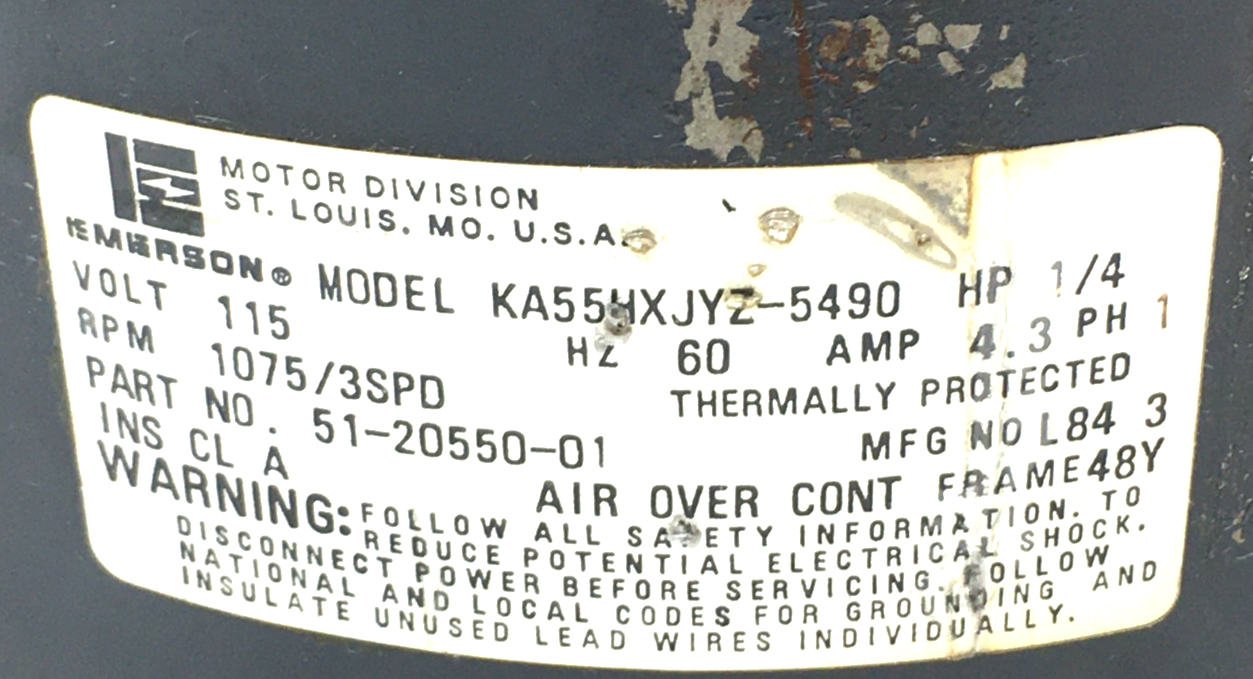 MOTOR DIVISION
ST. LOUIS, MO. U.S.A.
EMERSON® MODEL KA55HXJYZ-5490 HP 1/4
VOLT 115 HZ 60 AMP 4.3 PH 1
RPM 1075/3SPD THERMALLY PROTECTED
PART NO. 51-20550-01 MFG NO L84 3
INS CL A AIR OVER CONT FRAME48Y
WARNING: FOLLOW ALL SAFETY INFORMATION. TO
REDUCE POTENTIAL ELECTRICAL SHOCK.
DISCONNECT POWER BEFORE SERVICING. FOLLOW
NATIONAL AND LOCAL CODES FOR GROUNDING AND
INSULATE UNUSED LEAD WIRES INDIVIDUALLY.